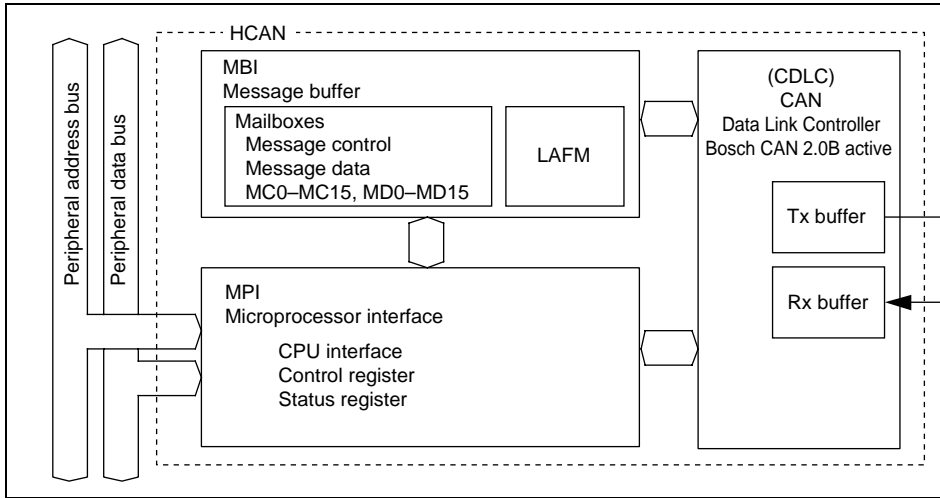 Peripheral address bus
Peripheral data bus
HCAN
MBI
Message buffer
Mailboxes
Message control
Message data
MC0–MC15, MD0–MD15
LAFM
(CDLC)
CAN
Data Link Controller
Bosch CAN 2.0B active
Tx buffer
Rx buffer
MPI
Microprocessor interface
CPU interface
Control register
Status register